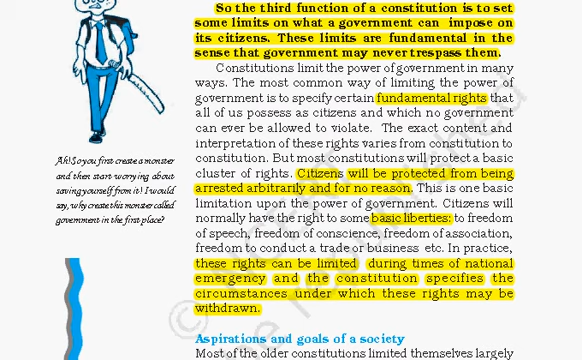 So the third function of a constitution is to set
some limits on what a government can impose on
its citizens. These limits are fundamental in the
sense that government may never trespass them.
Constitutions limit the power of government in many
ways. The most common way of limiting the power of
government is to specify certain fundamental rights that
all of us possess as citizens and which no government
can ever be allowed to violate. The exact content and
interpretation of these rights varies from constitution to
constitution. But most constitutions will protect a basic
cluster of rights. Citizens will be protected from being
arrested arbitrarily and for no reason. This is one basic
limitation upon the power of government. Citizens will
normally have the right to some basic liberties: to freedom
of speech, freedom of conscience, freedom of association,
freedom to conduct a trade or business etc. In practice,
these rights can be limited during times of national
emergency and the constitution specifies the
circumstances under which these rights may be
withdrawn.
Ah! So you first create a monster
and then start worrying about
saving yourself from it! I would
say, why create this monster called
government in the first place?
Aspirations and goals of a society
Most of the older constitutions limited themselves largely